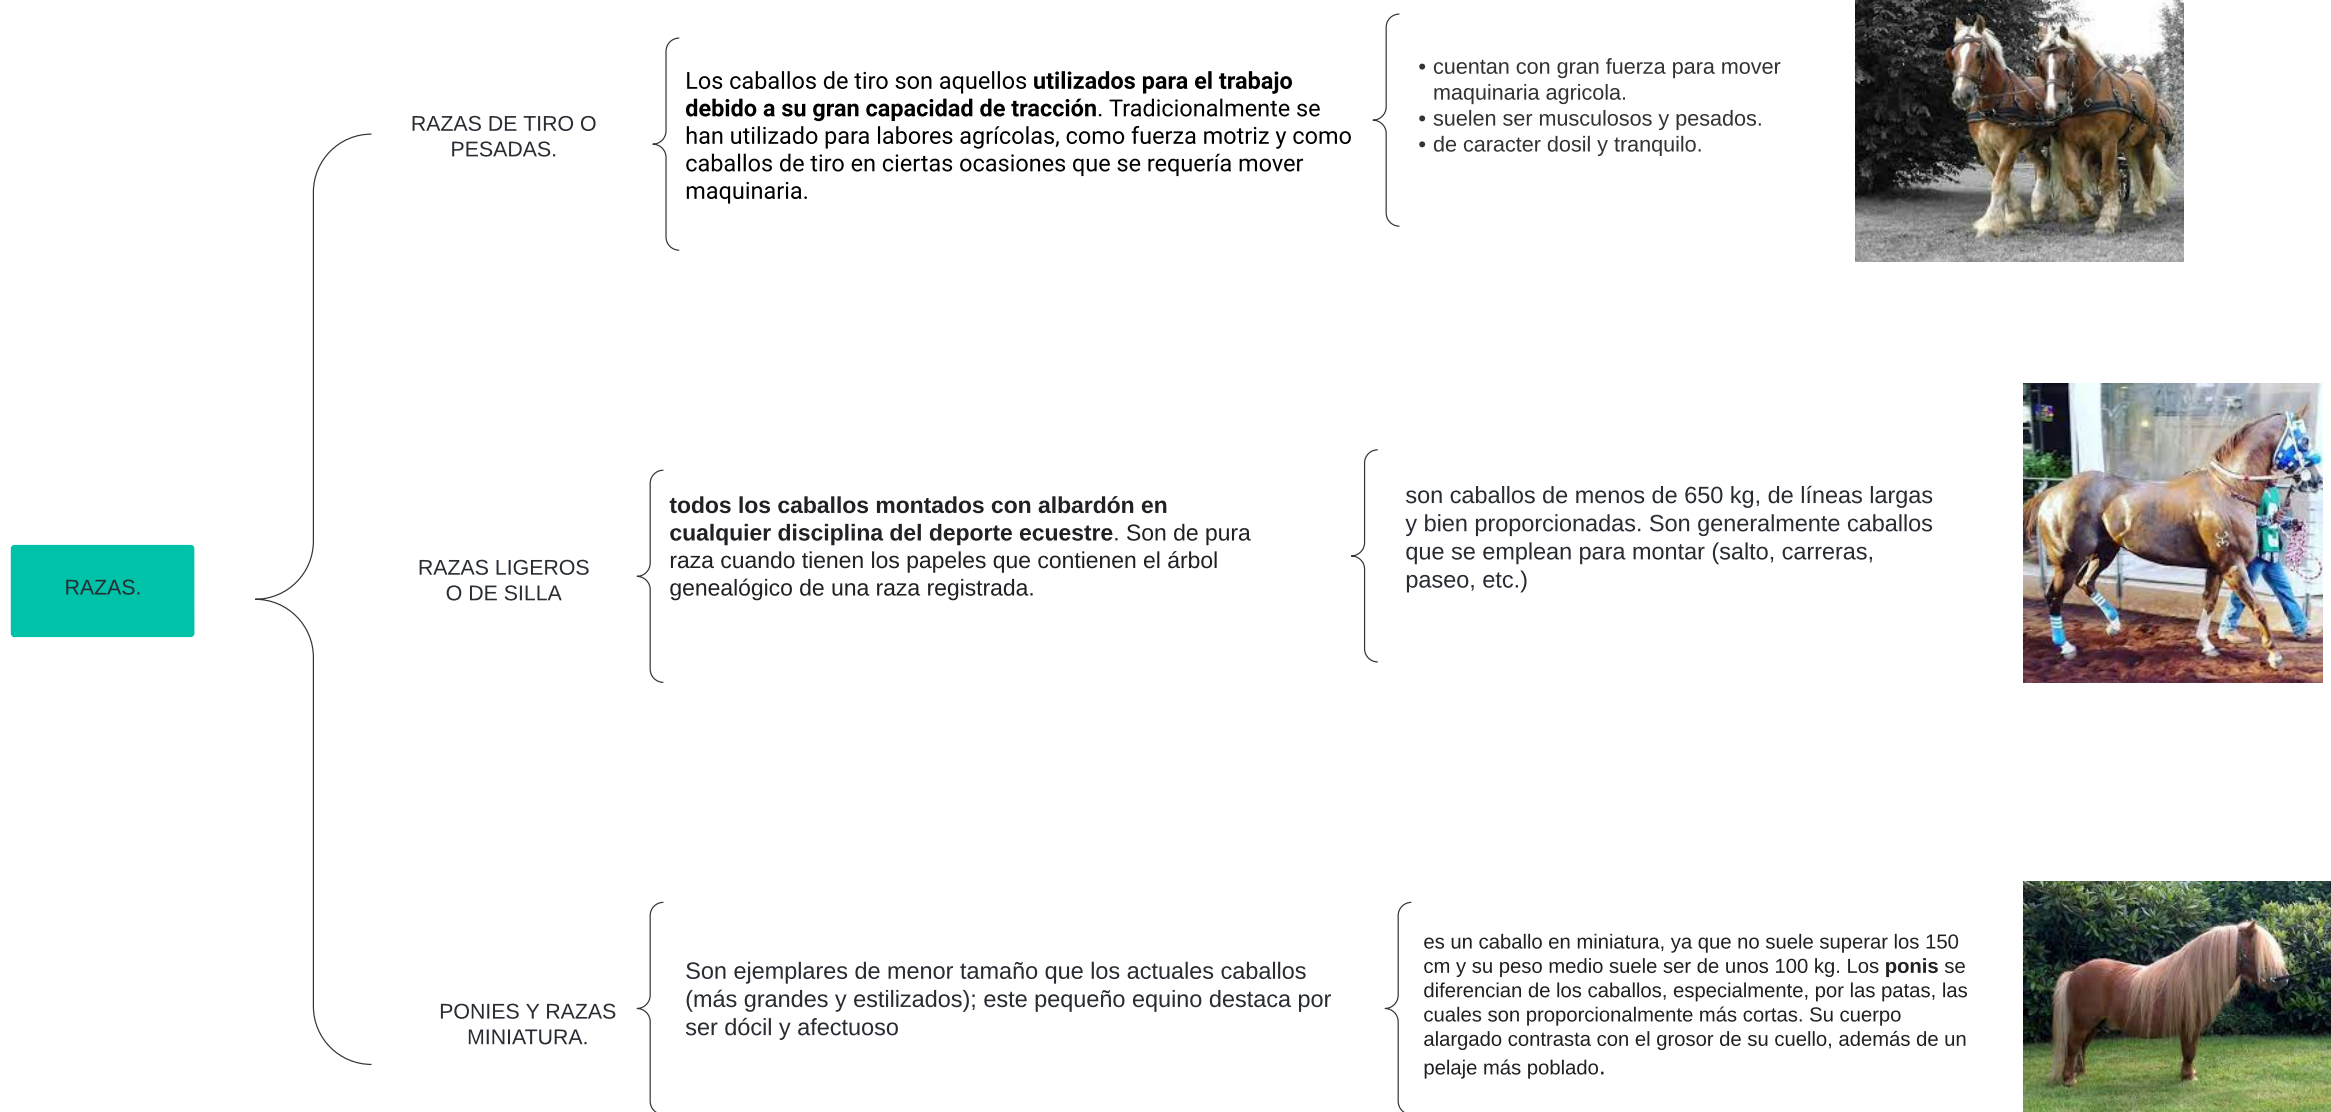 RAZAS.
RAZAS DE TIRO O
PESADAS.
Los caballos de tiro son aquellos utilizados para el trabajo
debido a su gran capacidad de tracción. Tradicionalmente se
han utilizado para labores agrícolas, como fuerza motriz y como
caballos de tiro en ciertas ocasiones que se requería mover
maquinaria.
• cuentan con gran fuerza para mover
maquinaria agricola.
• suelen ser musculosos y pesados.
• de caracter dosil y tranquilo.
RAZAS LIGEROS
O DE SILLA
todos los caballos montados con albardón en
cualquier disciplina del deporte ecuestre. Son de pura
raza cuando tienen los papeles que contienen el árbol
genealógico de una raza registrada.
son caballos de menos de 650 kg, de líneas largas
y bien proporcionadas. Son generalmente caballos
que se emplean para montar (salto, carreras,
paseo, etc.)
PONIES Y RAZAS
MINIATURA.
Son ejemplares de menor tamaño que los actuales caballos
(más grandes y estilizados); este pequeño equino destaca por
ser dócil y afectuoso
es un caballo en miniatura, ya que no suele superar los 150
cm y su peso medio suele ser de unos 100 kg. Los ponis se
diferencian de los caballos, especialmente, por las patas, las
cuales son proporcionalmente más cortas. Su cuerpo
alargado contrasta con el grosor de su cuello, además de un
pelaje más poblado.